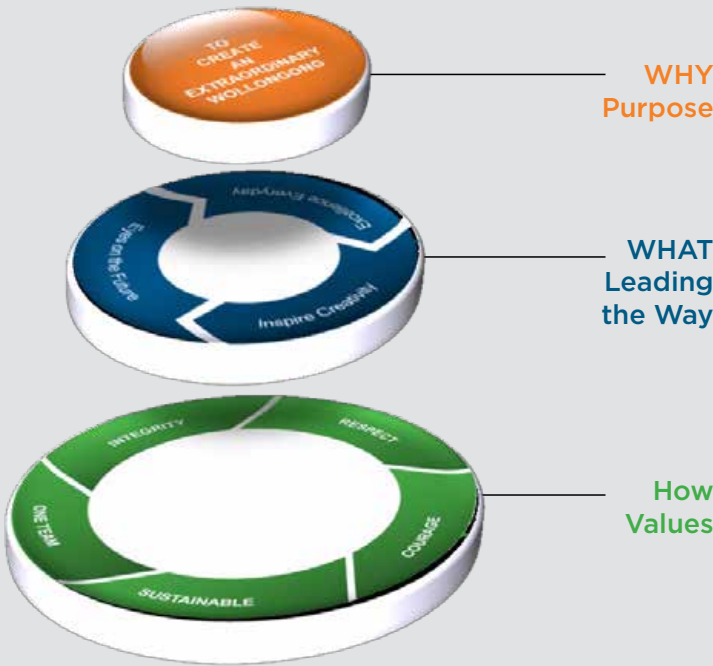 TO
CREATE
AN
EXTRAORDINARY
WOLLONGONG
WHY
Purpose
Excellence Everyday
Eyes on the Future
Inspire Creativity
WHAT
Leading
the Way
INTEGRITY
RESPECT
ONE TEAM
COURAGE
SUSTAINABLE
How
Values